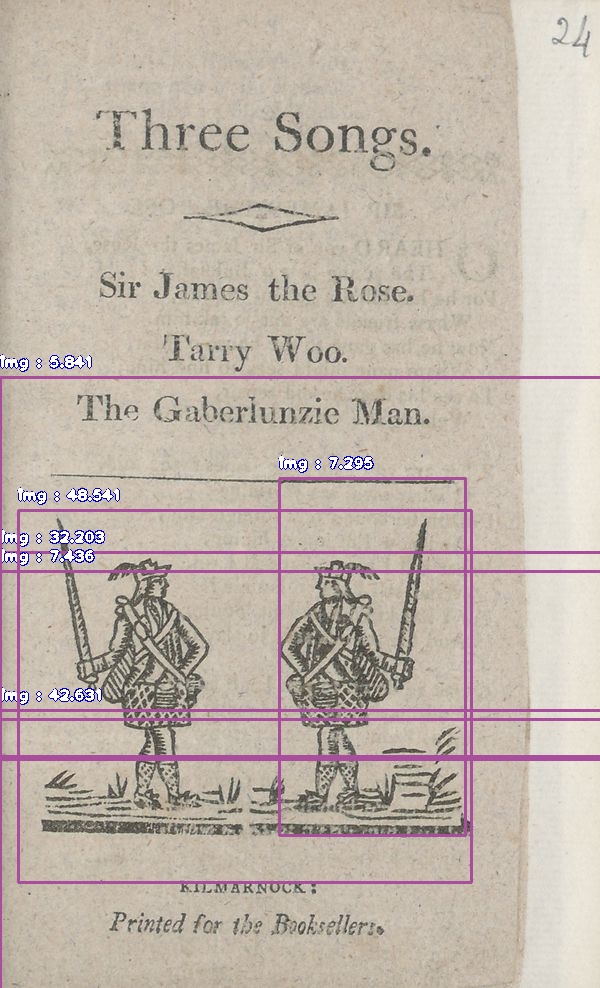 24
Three Songs.
Sir James the Rose.
Tarry Woo.
img : 5.841
The Gaberlunzie Man.
img : 7.295
img : 48.541
img : 32.203
img : 7.436
img : 42.631
KILMARNOCK:
Printed for the Booksellers.